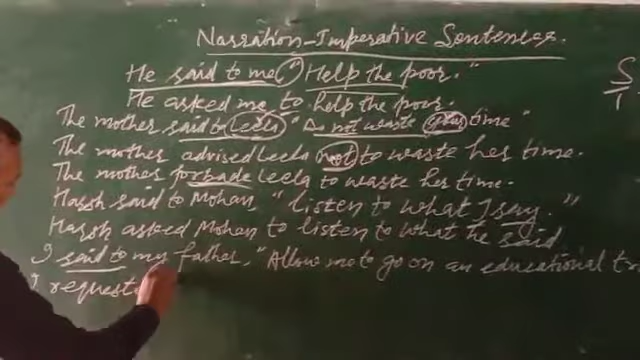 Narration-Imperative Sentences.
He said to me, "Help the poor."
S
He asked me to help the poor.
1.
The mother said to Leela "Do not waste your time"
The mother advised Leela not to waste her time.
The mother forbade Leela to waste her time.
Harsh said to Mohan, "Listen to what I say."
Harsh asked Mohan to listen to what he said
I said to my father, "Allow me to go on an educational tr
I request